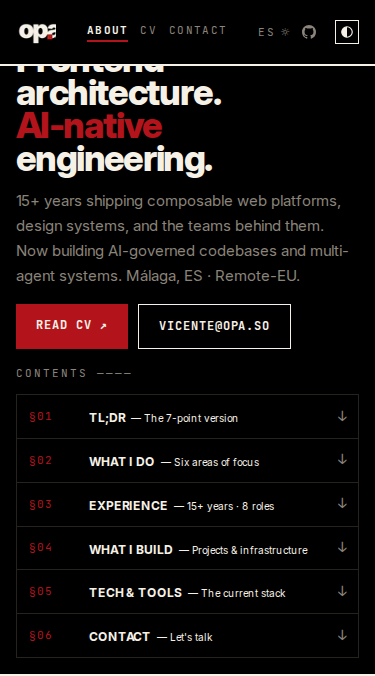 opa
ABOUT CV CONTACT ES
Frontend
architecture.
AI-native
engineering.
15+ years shipping composable web platforms,
design systems, and the teams behind them.
Now building AI-governed codebases and multi-
agent systems. Málaga, ES · Remote-EU.
READ CV ↗ VICENTE@OPA.SO
CONTENTS ————
§01 TL;DR — The 7-point version ↓
§02 WHAT I DO — Six areas of focus ↓
§03 EXPERIENCE — 15+ years · 8 roles ↓
§04 WHAT I BUILD — Projects & infrastructure ↓
§05 TECH & TOOLS — The current stack ↓
§06 CONTACT — Let's talk ↓